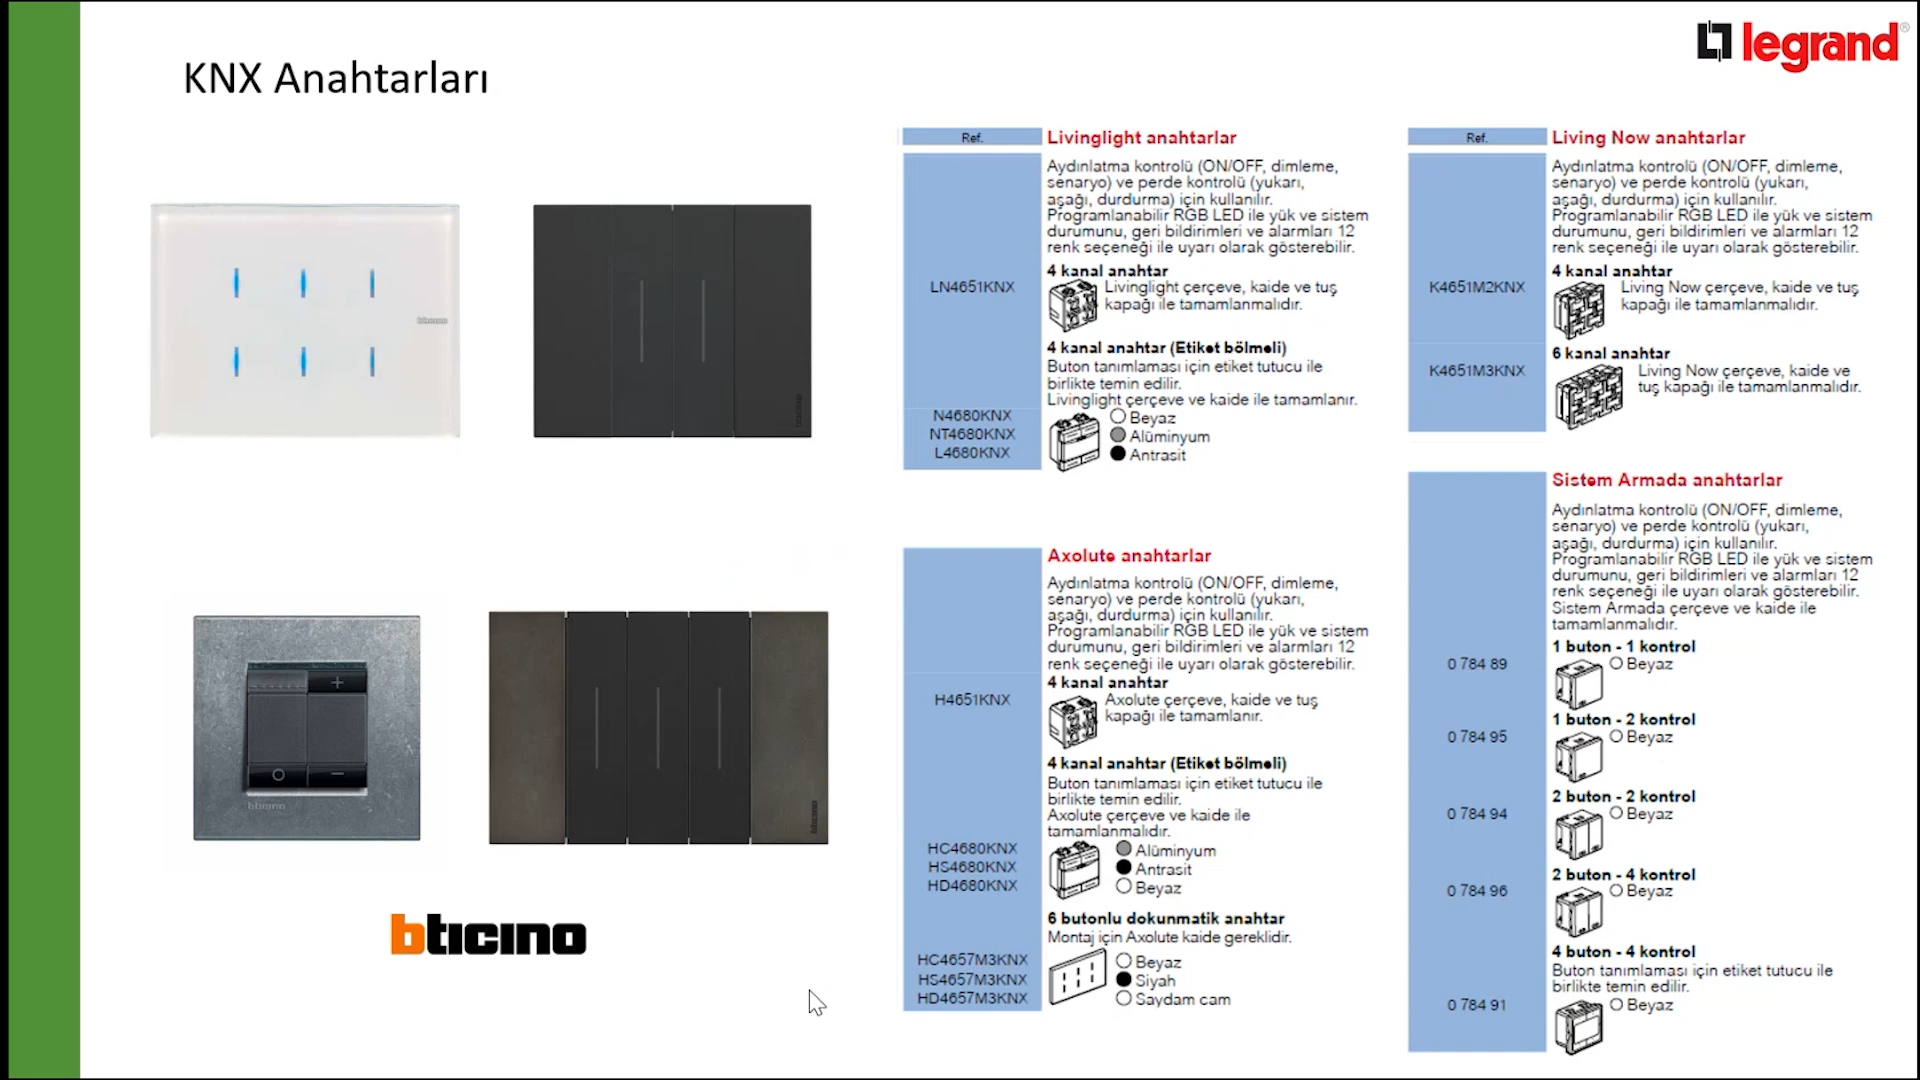 KNX Anahtarları
legrand®
bticino
bticino
bticino
bticino
bticino
Ref.
Livinglight anahtarlar
Aydınlatma kontrolü (ON/OFF, dimleme,
senaryo) ve perde kontrolü (yukarı,
aşağı, durdurma) için kullanılır.
Programlanabilir RGB LED ile yük ve sistem
durumunu, geri bildirimleri ve alarmları 12
renk seçeneği ile uyarı olarak gösterebilir.
4 kanal anahtar
LN4651KNX
Livinglight çerçeve, kaide ve tuş
kapağı ile tamamlanmalıdır.
4 kanal anahtar (Etiket bölmeli)
Buton tanımlaması için etiket tutucu ile
birlikte temin edilir.
Livinglight çerçeve ve kaide ile tamamlanır.
N4680KNX
Beyaz
NT4680KNX
Alüminyum
L4680KNX
Antrasit
Axolute anahtarlar
Aydınlatma kontrolü (ON/OFF, dimleme,
senaryo) ve perde kontrolü (yukarı,
aşağı, durdurma) için kullanılır.
Programlanabilir RGB LED ile yük ve sistem
durumunu, geri bildirimleri ve alarmları 12
renk seçeneği ile uyarı olarak gösterebilir.
4 kanal anahtar
H4651KNX
Axolute çerçeve, kaide ve tuş
kapağı ile tamamlanır.
4 kanal anahtar (Etiket bölmeli)
Buton tanımlaması için etiket tutucu ile
birlikte temin edilir.
Axolute çerçeve ve kaide ile
tamamlanmalıdır.
HC4680KNX
Alüminyum
HS4680KNX
Antrasit
HD4680KNX
Beyaz
6 butonlu dokunmatik anahtar
Montaj için Axolute kaide gereklidir.
HC4657M3KNX
Beyaz
HS4657M3KNX
Siyah
HD4657M3KNX
Saydam cam
Ref.
Living Now anahtarlar
Aydınlatma kontrolü (ON/OFF, dimleme,
senaryo) ve perde kontrolü (yukarı,
aşağı, durdurma) için kullanılır.
Programlanabilir RGB LED ile yük ve sistem
durumunu, geri bildirimleri ve alarmları 12
renk seçeneği ile uyarı olarak gösterebilir.
4 kanal anahtar
K4651M2KNX
Living Now çerçeve, kaide ve tuş
kapağı ile tamamlanmalıdır.
6 kanal anahtar
K4651M3KNX
Living Now çerçeve, kaide ve
tuş kapağı ile tamamlanmalıdır.
Sistem Armada anahtarlar
Aydınlatma kontrolü (ON/OFF, dimleme,
senaryo) ve perde kontrolü (yukarı,
aşağı, durdurma) için kullanılır.
Programlanabilir RGB LED ile yük ve sistem
durumunu, geri bildirimleri ve alarmları 12
renk seçeneği ile uyarı olarak gösterebilir.
Sistem Armada çerçeve ve kaide ile
tamamlanmalıdır.
1 buton - 1 kontrol
0 784 89
Beyaz
1 buton - 2 kontrol
0 784 95
Beyaz
2 buton - 2 kontrol
0 784 94
Beyaz
2 buton - 4 kontrol
0 784 96
Beyaz
4 buton - 4 kontrol
Buton tanımlaması için etiket tutucu ile
birlikte temin edilir.
0 784 91
Beyaz